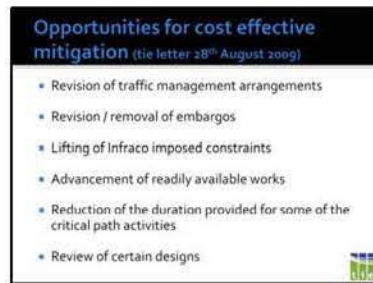 Opportunities for cost effective
mitigation (tie letter 28th August 2009)
▪ Revision of traffic management arrangements
▪ Revision / removal of embargos
▪ Lifting of Infraco imposed constraints
▪ Advancement of readily available works
▪ Reduction of the duration provided for some of the
critical path activities
▪ Review of certain designs
tie